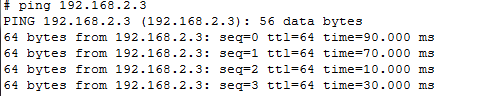 # ping 192.168.2.3
PING 192.168.2.3 (192.168.2.3): 56 data bytes
64 bytes from 192.168.2.3: seq=0 ttl=64 time=90.000 ms
64 bytes from 192.168.2.3: seq=1 ttl=64 time=70.000 ms
64 bytes from 192.168.2.3: seq=2 ttl=64 time=10.000 ms
64 bytes from 192.168.2.3: seq=3 ttl=64 time=30.000 ms